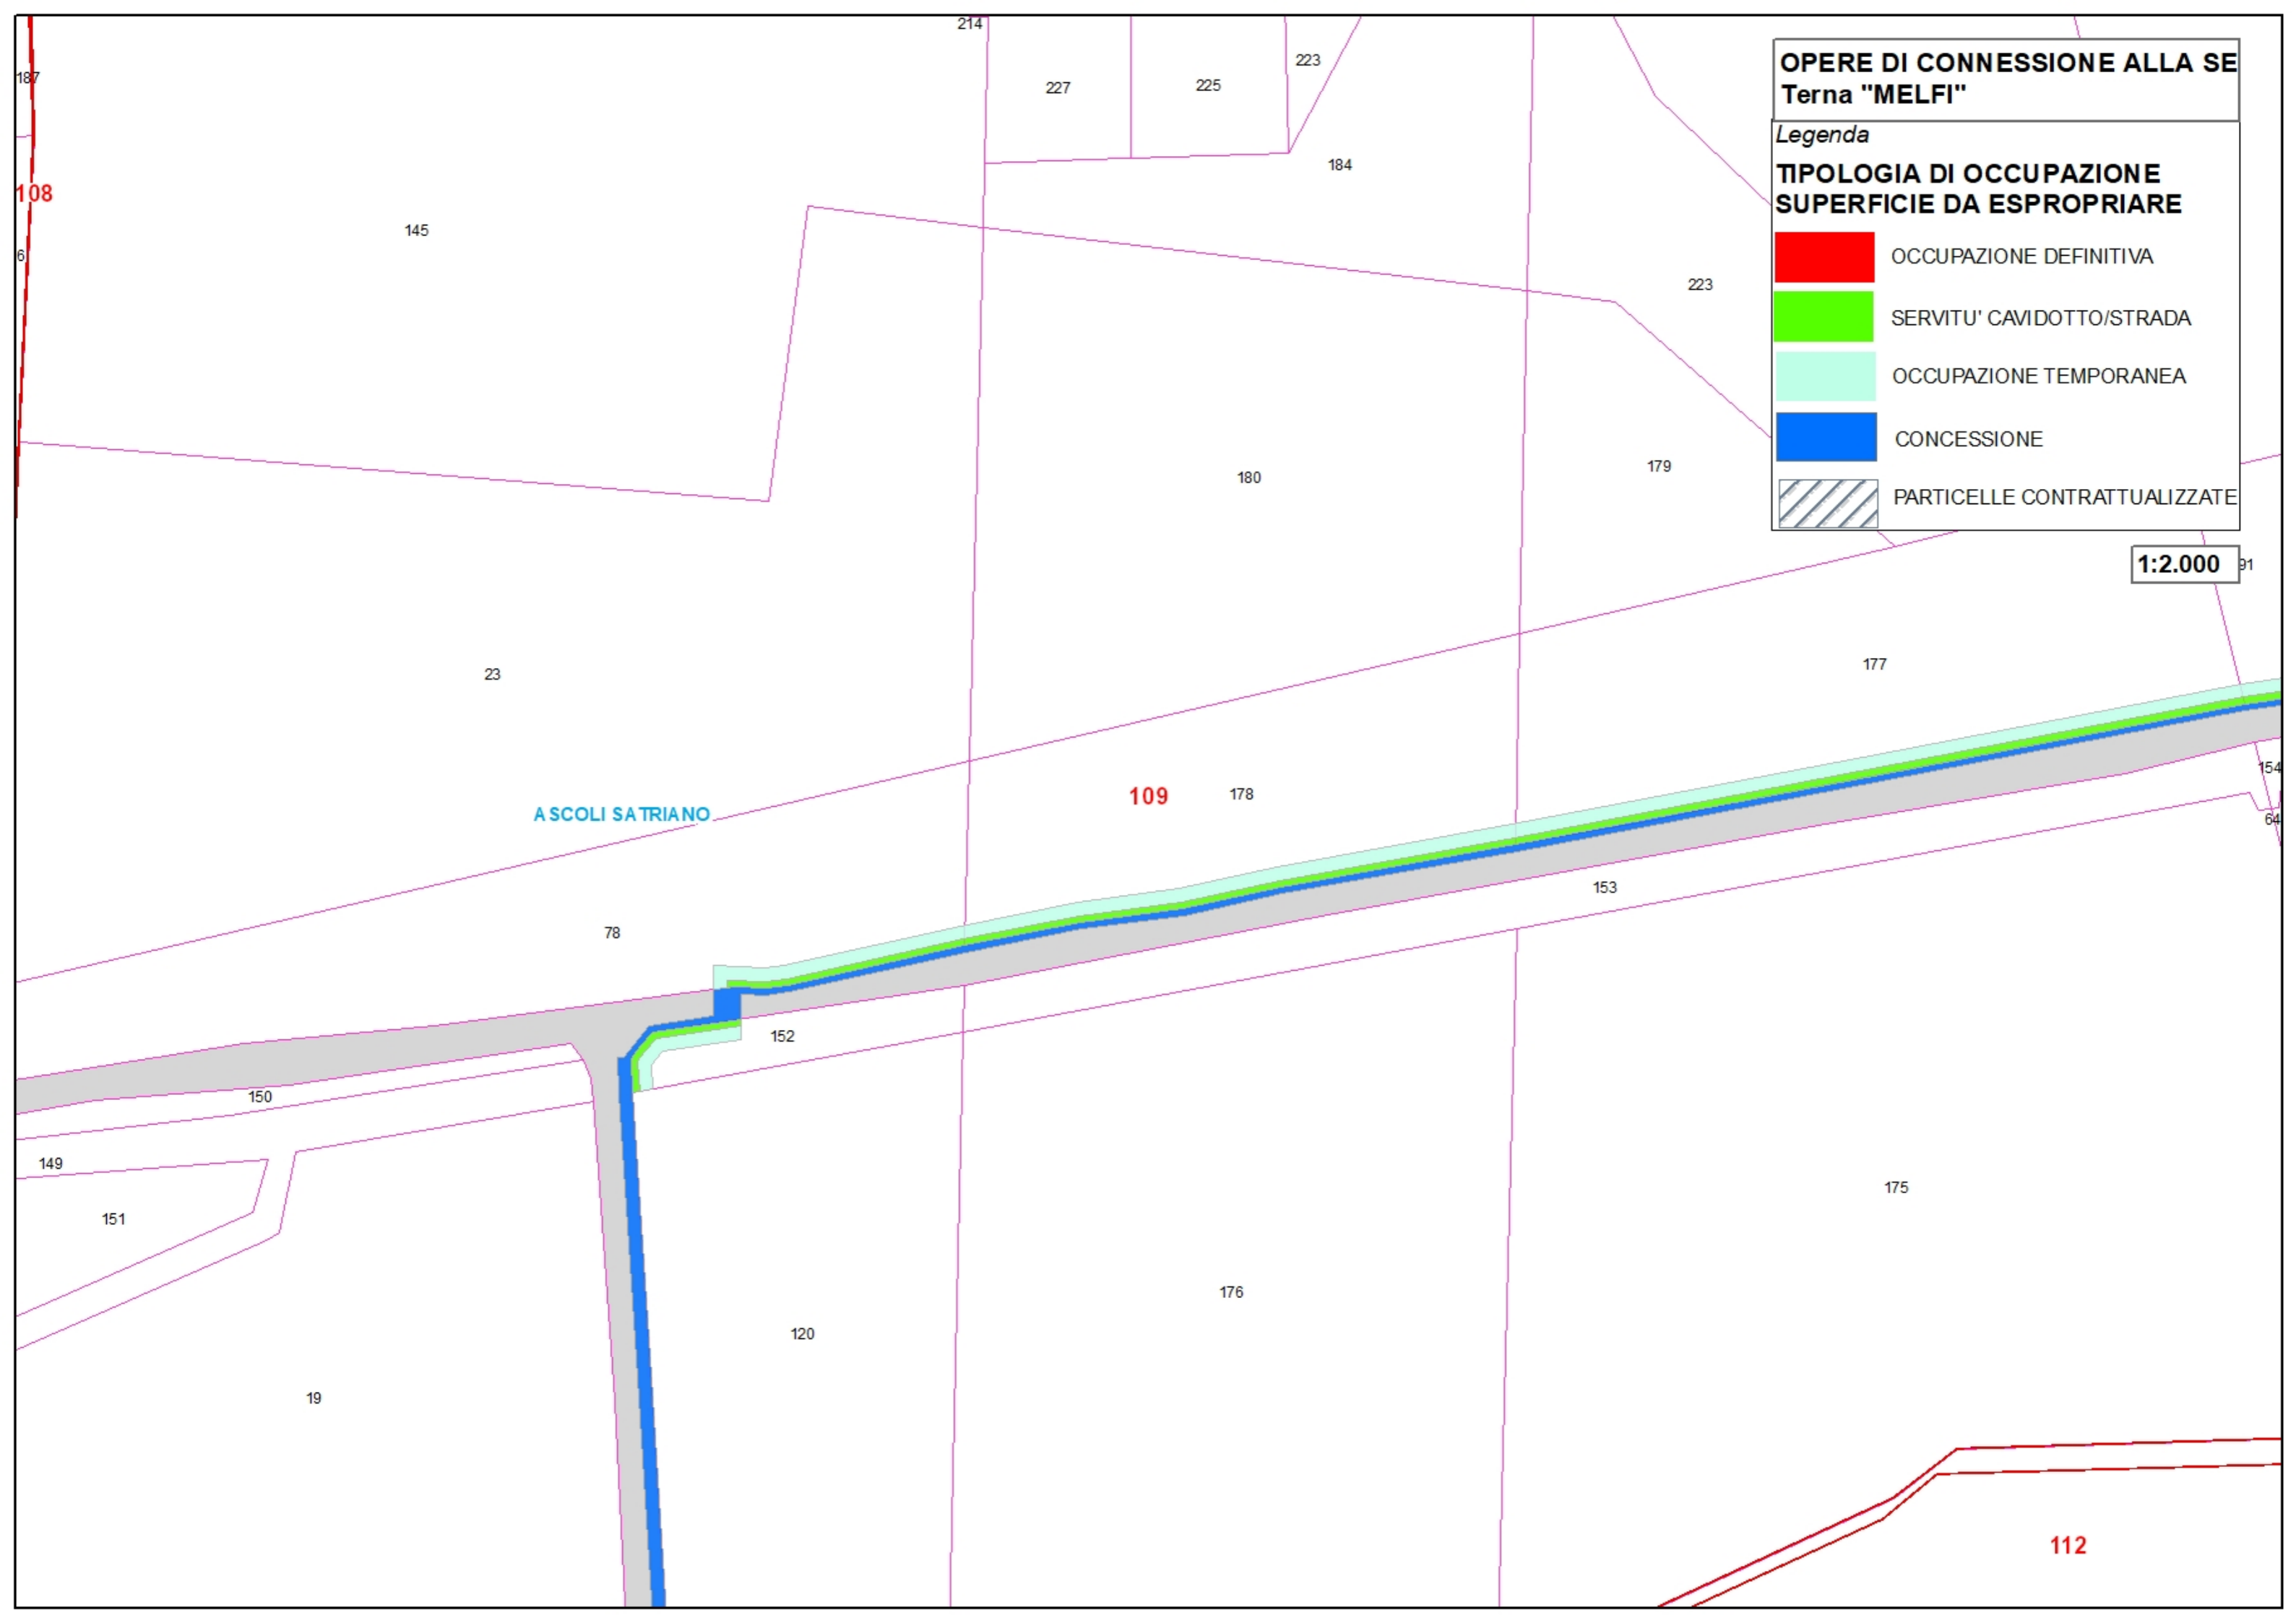 214
187
227
225
223
184
108
145
6
223
OPERE DI CONNESSIONE ALLA SE
Terna "MELFI"
Legenda
TIPOLOGIA DI OCCUPAZIONE
SUPERFICIE DA ESPROPRIARE
OCCUPAZIONE DEFINITIVA
SERVITU' CAVIDOTTO/STRADA
OCCUPAZIONE TEMPORANEA
CONCESSIONE
PARTICELLE CONTRATTUALIZZATE
1:2.000
91
180
179
23
177
154
64
ASCOLI SATRIANO
109
178
153
78
152
150
149
151
175
176
120
19
112